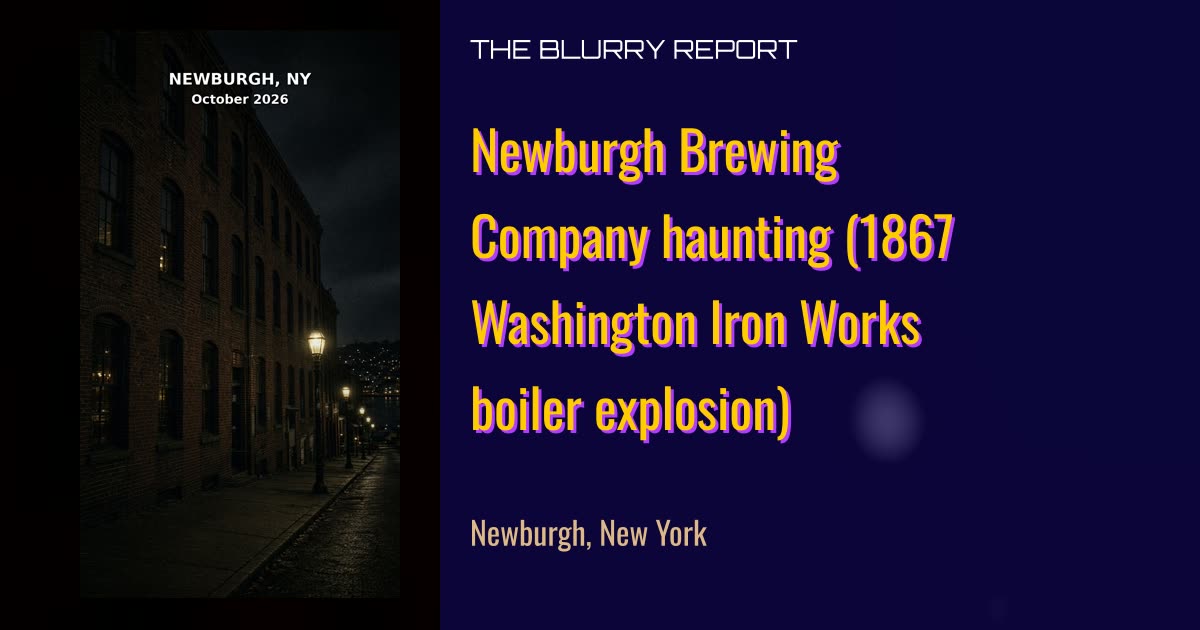 NEWBURGH, NY
October 2026
THE BLURRY REPORT
Newburgh Brewing
Company haunting (1867
Washington Iron Works
boiler explosion)
Newburgh, New York